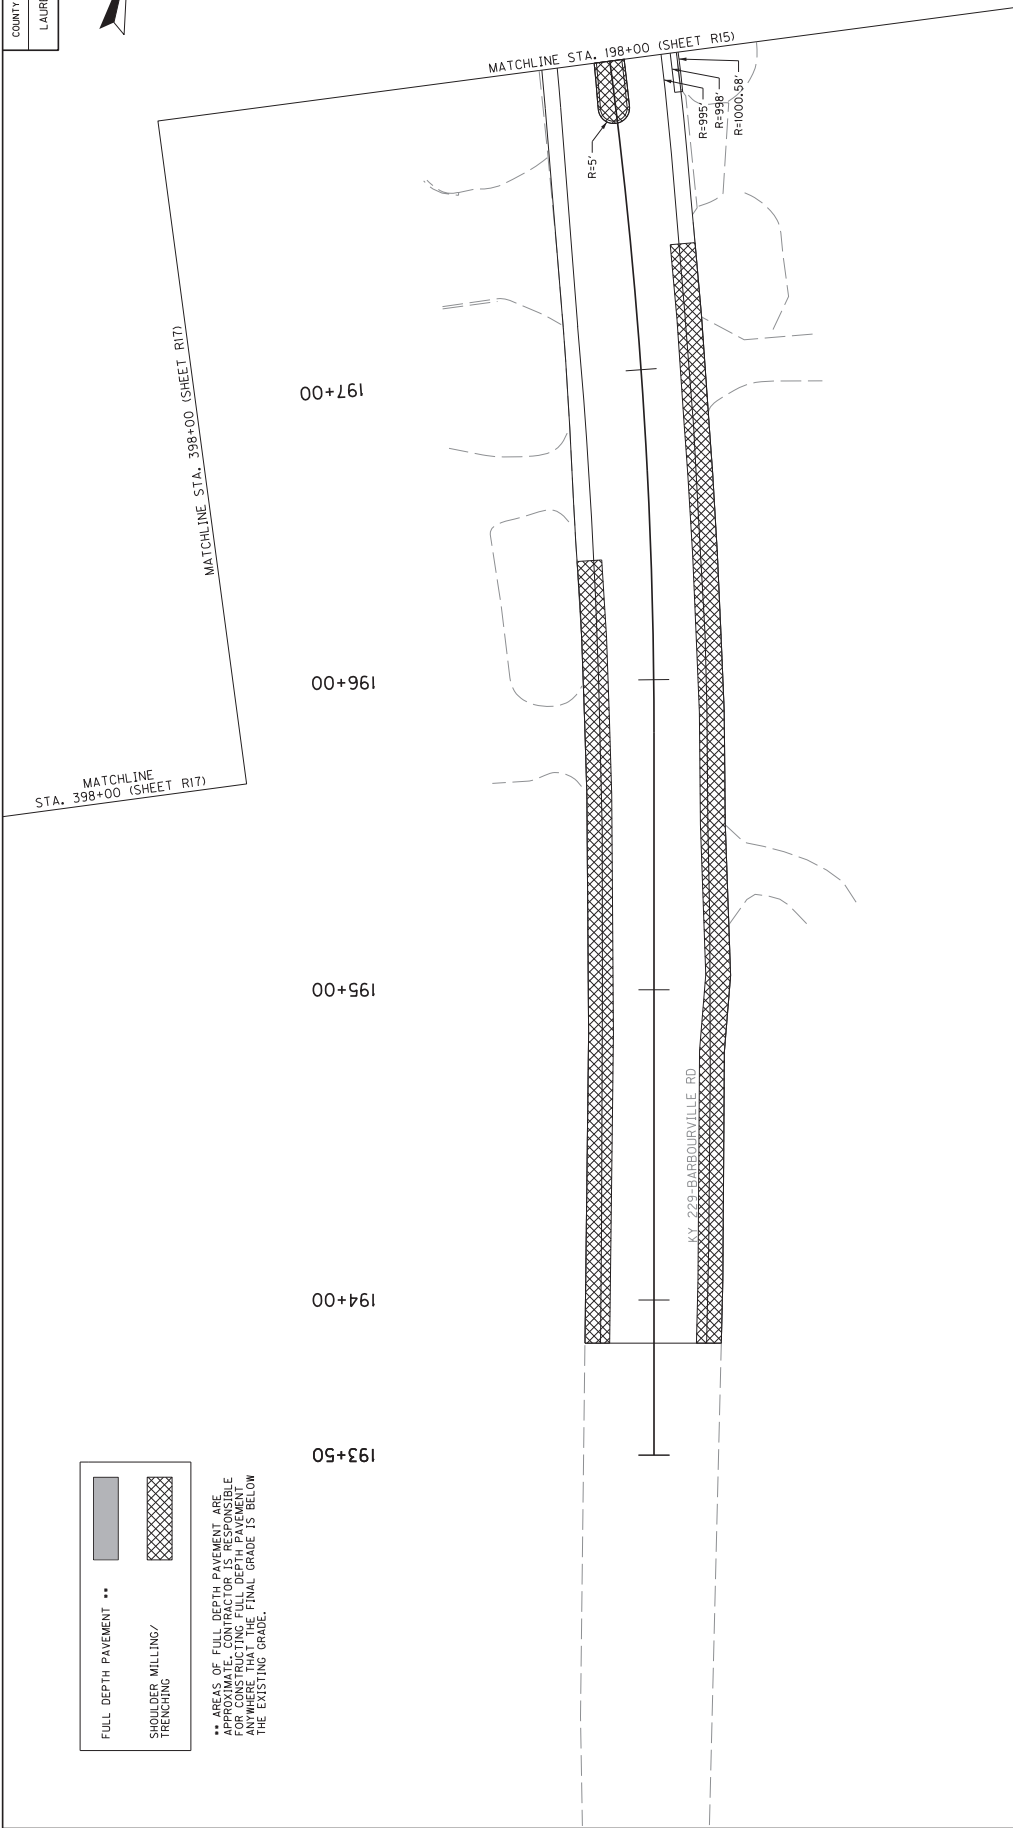 COUNTY
MATCHLINE STA. 198+00 (SHEET R15)
R=5'
R=995'
R=998'
R=1000.58'
MATCHLINE STA. 398+00 (SHEET R17)
MATCHLINE
STA. 398+00 (SHEET R17)
197+00
196+00
195+00
194+00
193+50
KY 229-BARBOURVILLE RD
FULL DEPTH PAVEMENT **
SHOULDER MILLING/
TRENCHING
** AREAS OF FULL DEPTH PAVEMENT ARE
APPROXIMATE. CONTRACTOR IS RESPONSIBLE
FOR CONSTRUCTING FULL DEPTH PAVEMENT
ANYWHERE THAT THE FINAL GRADE IS BELOW
THE EXISTING GRADE.